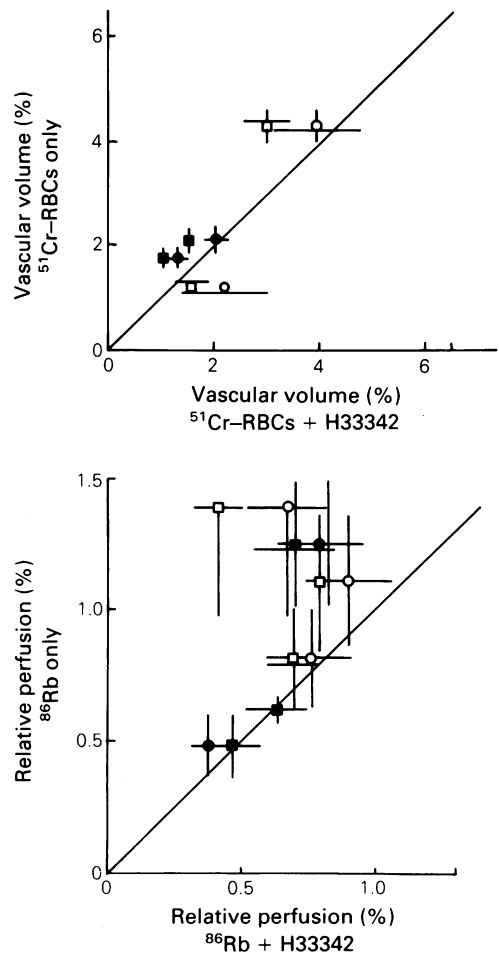 6
4
2
0
0
2
4
6
Vascular volume (%)
⁵¹Cr–RBCs only
Vascular volume (%)
⁵¹Cr–RBCs + H33342
1.5
1.0
0.5
0
0
0.5
1.0
Relative perfusion (%)
⁸⁶Rb only
Relative perfusion (%)
⁸⁶Rb + H33342